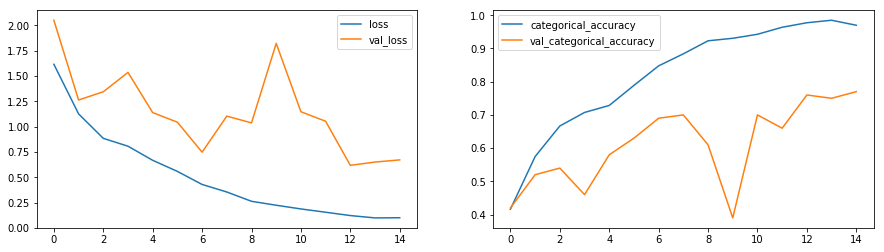 2.00
1.75
1.50
1.25
1.00
0.75
0.50
0.25
0.00
0 2 4 6 8 10 12 14
loss
val_loss
1.0
0.9
0.8
0.7
0.6
0.5
0.4
0 2 4 6 8 10 12 14
categorical_accuracy
val_categorical_accuracy